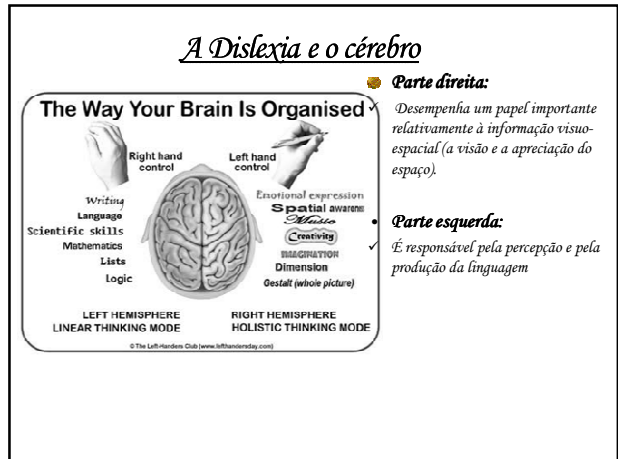 A Dislexia e o cérebro
The Way Your Brain Is Organised
Right hand
control
Left hand
control
Writing
Language
Scientific skills
Mathematics
Lists
Logic
Emotional expression
Spatial awarenes
Music
Creativity
IMAGINATION
Dimension
Gestalt (whole picture)
LEFT HEMISPHERE
LINEAR THINKING MODE
RIGHT HEMISPHERE
HOLISTIC THINKING MODE
© The Left-Handers Club (www.lefthandersday.com)
Parte direita:
✓ Desempenha um papel importante
relativamente à informação visuo-
espacial (a visão e a apreciação do
espaço).
• Parte esquerda:
✓ É responsável pela percepção e pela
produção da linguagem